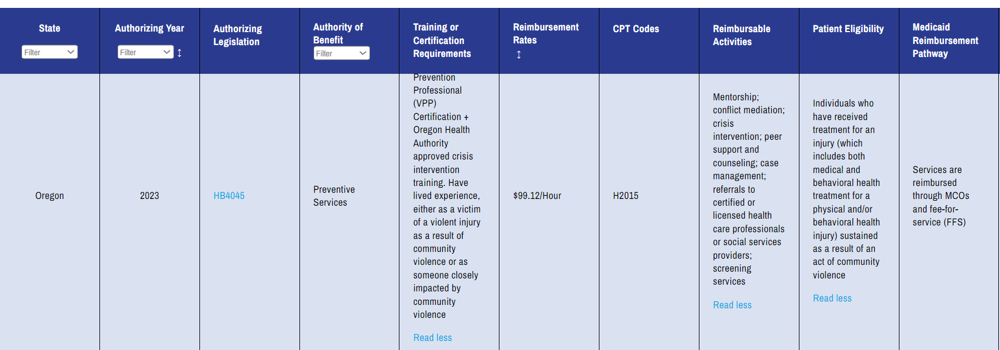 State
Filter
Authorizing Year
Filter
Authorizing
Legislation
Authority of
Benefit
Filter
Training or
Certification
Requirements
Reimbursement
Rates
CPT Codes
Reimbursable
Activities
Patient Eligibility
Medicaid
Reimbursement
Pathway
Oregon
2023
HB4045
Preventive
Services
Prevention
Professional
(VPP)
Certification +
Oregon Health
Authority
approved crisis
intervention
training. Have
lived experience,
either as a victim
of a violent injury
as a result of
community
violence or as
someone closely
impacted by
community
violence
Read less
$99.12/Hour
H2015
Mentorship;
conflict mediation;
crisis
intervention; peer
support and
counseling; case
management;
referrals to
certified or
licensed health
care professionals
or social services
providers;
screening
services
Read less
Individuals who
have received
treatment for an
injury (which
includes both
medical and
behavioral health
treatment for a
physical and/or
behavioral health
injury) sustained
as a result of an
act of community
violence
Read less
Services are
reimbursed
through MCOs
and fee-for-
service (FFS)